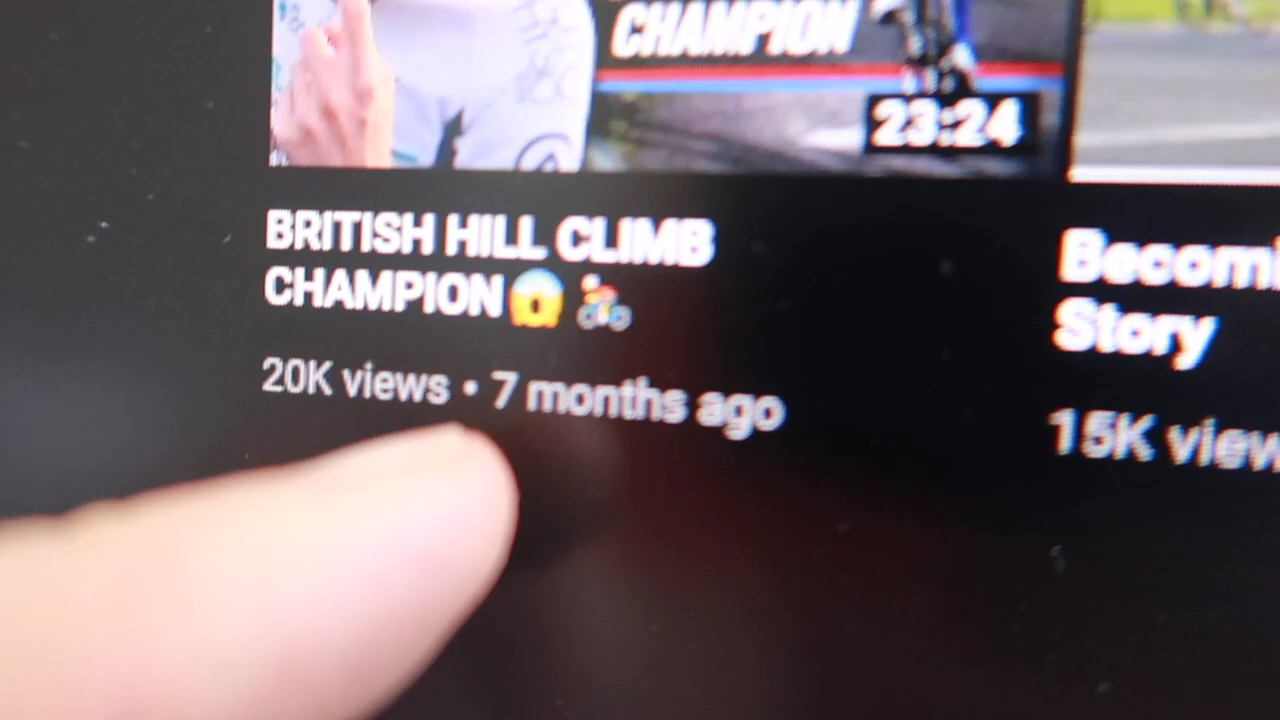 CHAMPION
23:24
BRITISH HILL CLIMB
CHAMPION😱🚴
20K views • 7 months ago
Becomi
Story
15K view